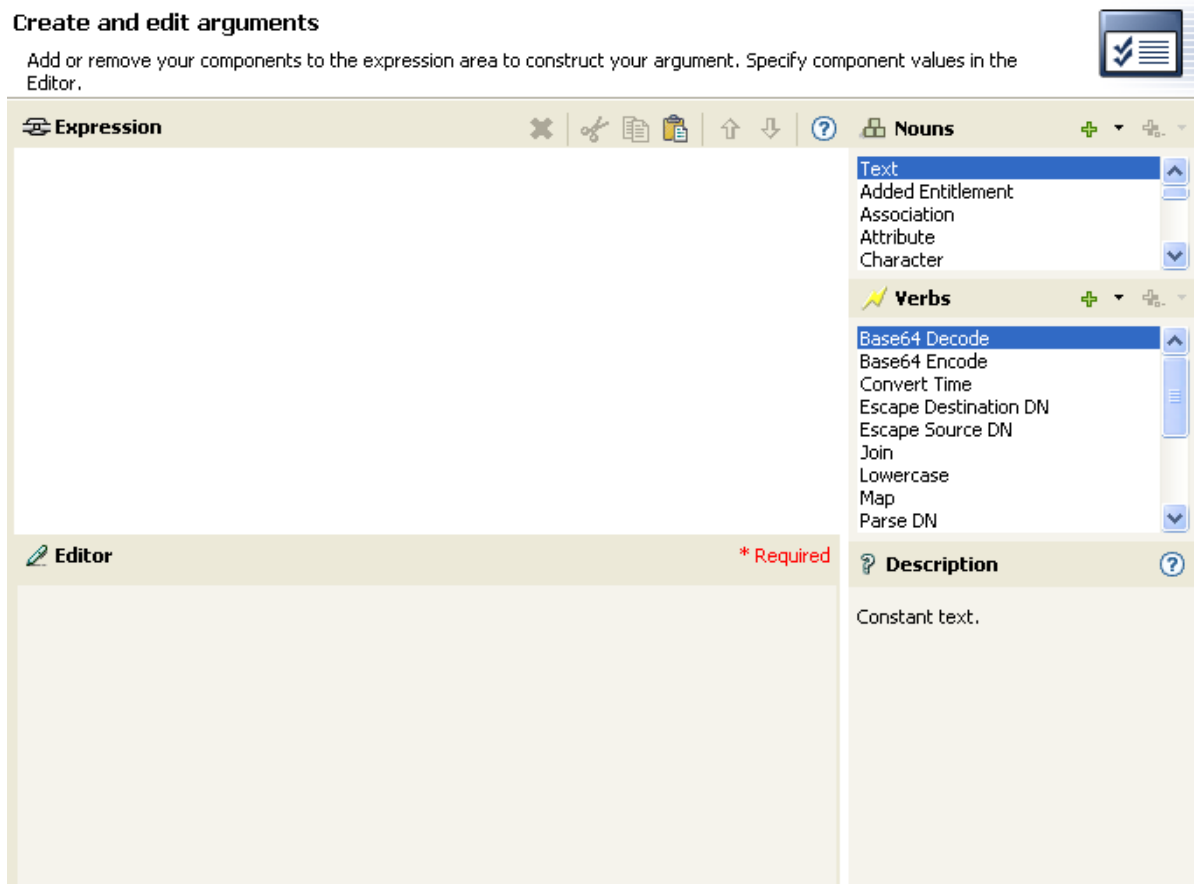 Create and edit arguments
Add or remove your components to the expression area to construct your argument. Specify component values in the
Editor.
Expression
Nouns
Text
Added Entitlement
Association
Attribute
Character
Verbs
Base64 Decode
Base64 Encode
Convert Time
Escape Destination DN
Escape Source DN
Join
Lowercase
Map
Parse DN
Editor
* Required
Description
Constant text.